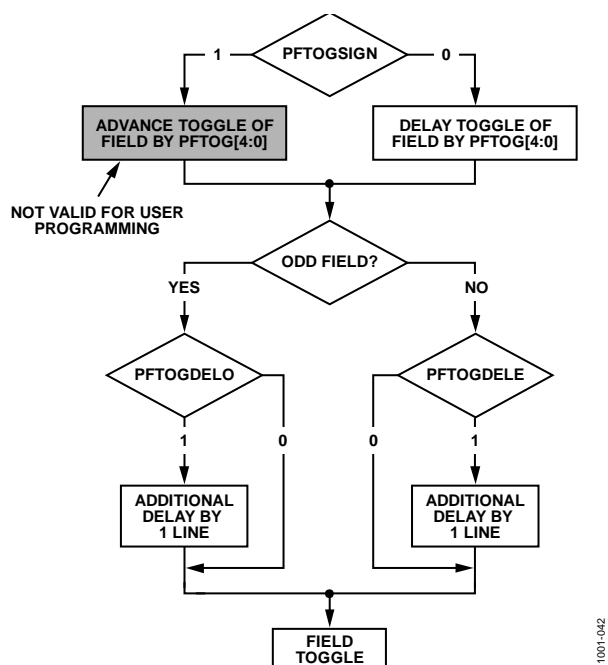 PFTOGSIGN
1
0
ADVANCE TOGGLE OF
FIELD BY PFTOG[4:0]
DELAY TOGGLE OF
FIELD BY PFTOG[4:0]
NOT VALID FOR USER
PROGRAMMING
ODD FIELD?
YES
NO
PFTOGDELO
PFTOGDELE
1
0
0
1
ADDITIONAL
DELAY BY
1 LINE
ADDITIONAL
DELAY BY
1 LINE
FIELD
TOGGLE
1001-042